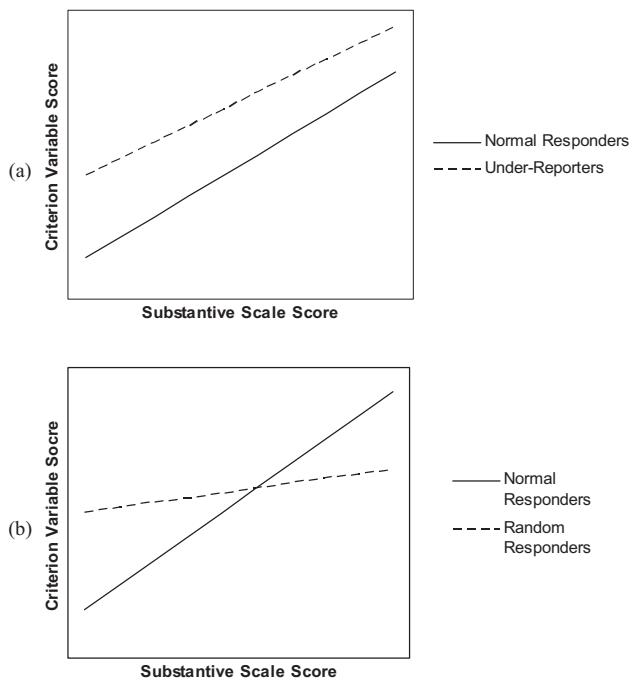 (a)
Criterion Variable Score
Normal Responders
Under-Reporters
Substantive Scale Score
(b)
Criterion Variable Socre
Normal
Responders
Random
Responders
Substantive Scale Score